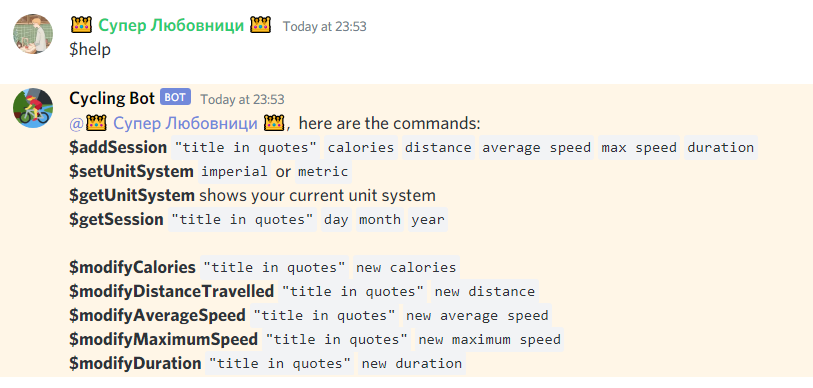 👑 Супер Любовници 👑 Today at 23:53
$help
Cycling Bot BOT Today at 23:53
@👑 Супер Любовници 👑, here are the commands:
$addSession "title in quotes" calories distance average speed max speed duration
$setUnitSystem imperial or metric
$getUnitSystem shows your current unit system
$getSession "title in quotes" day month year
$modifyCalories "title in quotes" new calories
$modifyDistanceTravelled "title in quotes" new distance
$modifyAverageSpeed "title in quotes" new average speed
$modifyMaximumSpeed "title in quotes" new maximum speed
$modifyDuration "title in quotes" new duration